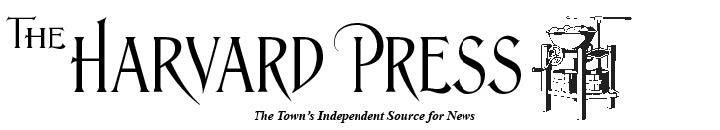 THE HARVARD PRESS
The Town's Independent Source for News